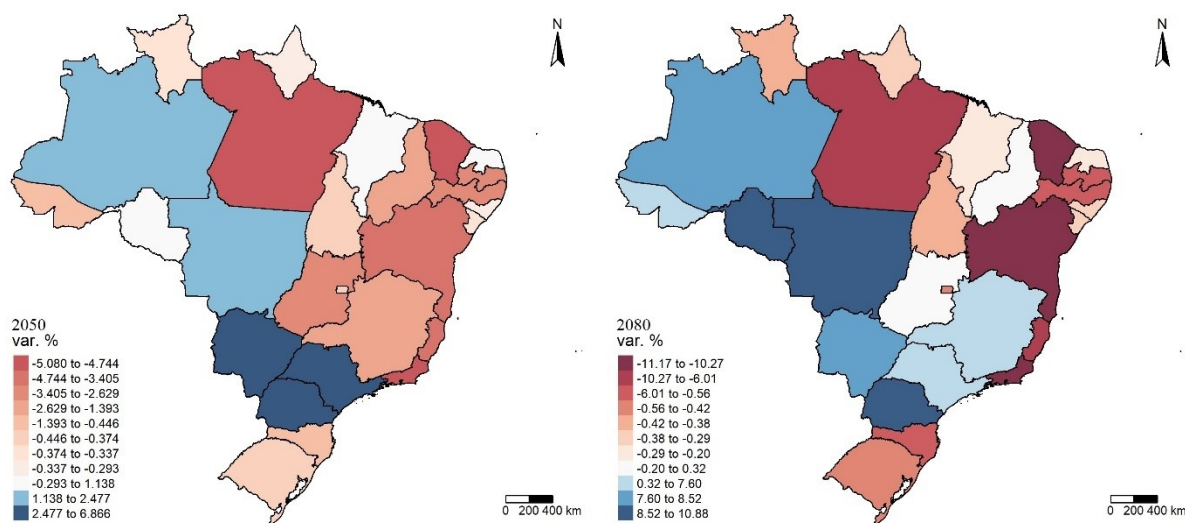 N
2050
var. %
-5.080 to -4.744
-4.744 to -3.405
-3.405 to -2.629
-2.629 to -1.393
-1.393 to -0.446
-0.446 to -0.374
-0.374 to -0.337
-0.337 to -0.293
-0.293 to 1.138
1.138 to 2.477
2.477 to 6.866
0 200 400 km
N
2080
var. %
-11.17 to -10.27
-10.27 to -6.01
-6.01 to -0.56
-0.56 to -0.42
-0.42 to -0.38
-0.38 to -0.29
-0.29 to -0.20
-0.20 to 0.32
0.32 to 7.60
7.60 to 8.52
8.52 to 10.88
0 200 400 km